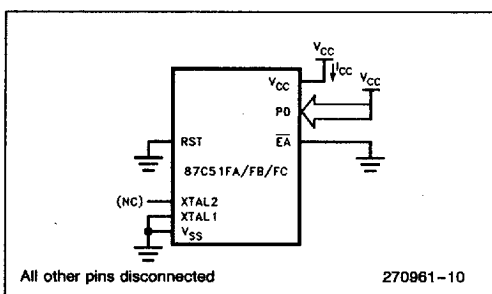 VCC
ICC
VCC
VCC
P0
RST
EA
87C51FA/FB/FC
(NC)
XTAL2
XTAL1
VSS
All other pins disconnected
270961-10